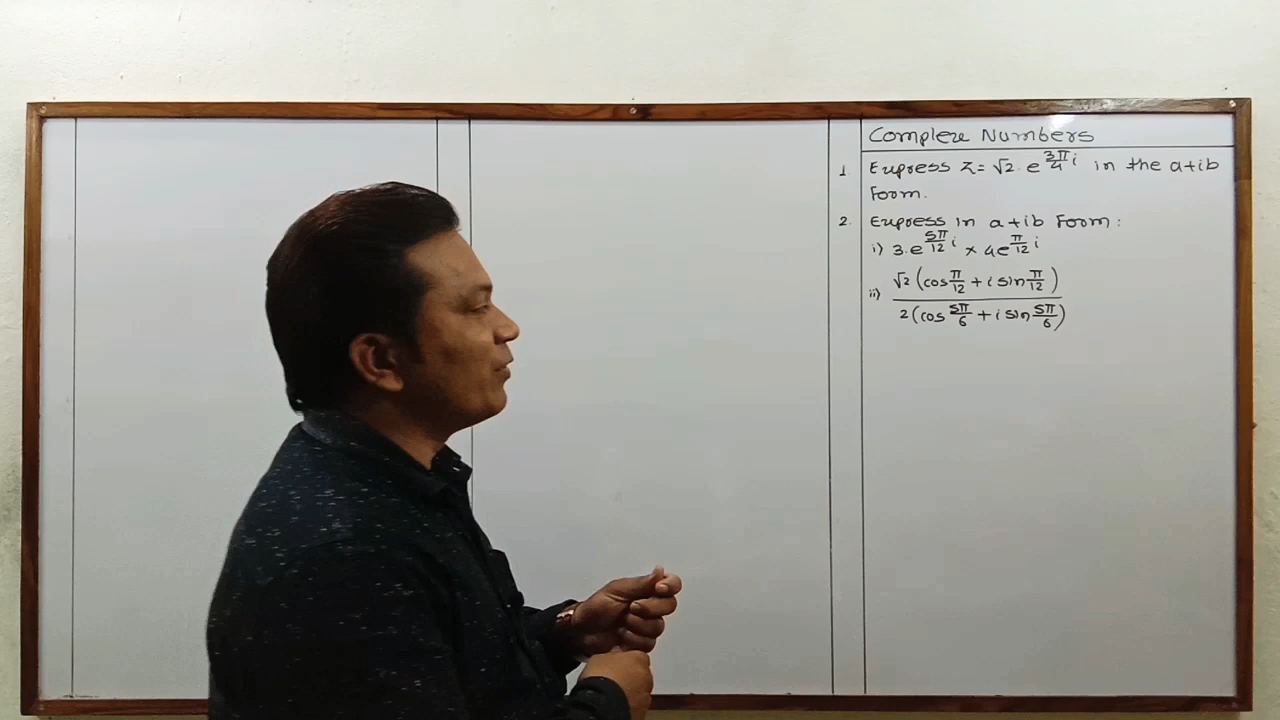 Complex Numbers
1. Express z = √2 . e^(3π/4 i) in the a+ib
Form.
2. Express in a+ib Form :
i) 3.e^(5π/12 i) × 4e^(π/12 i)
ii) √2 (cos π/12 + i sin π/12)
2 (cos 5π/6 + i sin 5π/6)